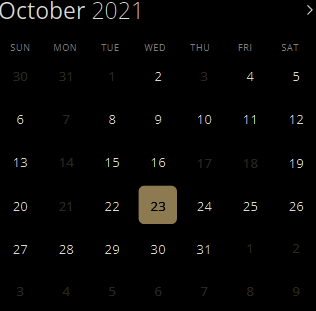 October 2021
SUN MON TUE WED THU FRI SAT
30 31 1 2 3 4 5
6 7 8 9 10 11 12
13 14 15 16 17 18 19
20 21 22 23 24 25 26
27 28 29 30 31 1 2
3 4 5 6 7 8 9